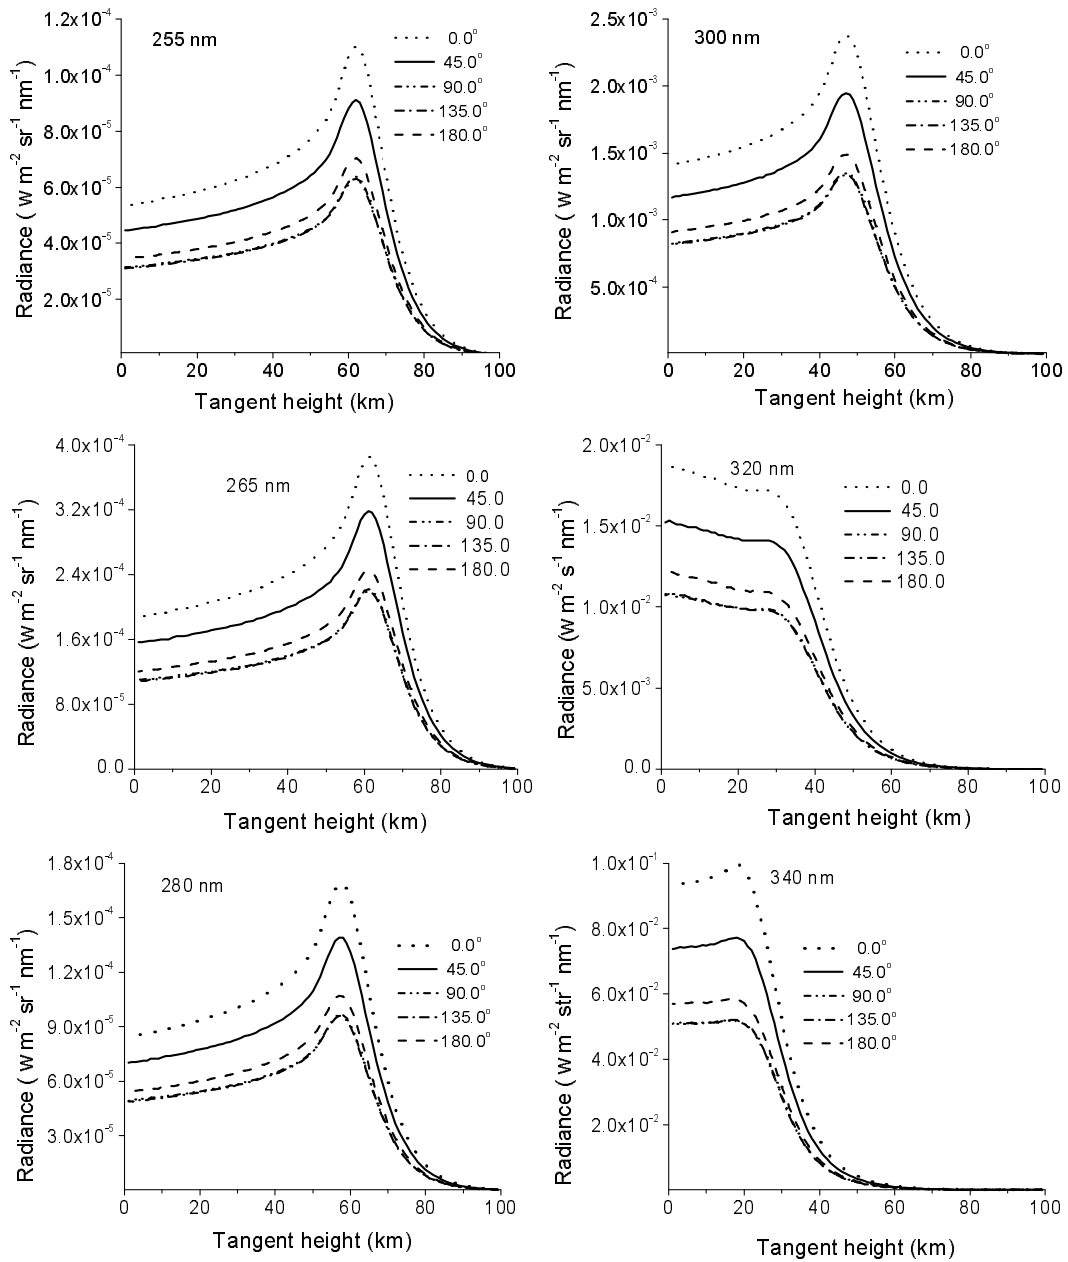 255 nm
0.0°
45.0°
90.0°
135.0°
180.0°
1.2x10⁻⁴
1.0x10⁻⁴
8.0x10⁻⁵
6.0x10⁻⁵
4.0x10⁻⁵
2.0x10⁻⁵
Radiance ( w m⁻² sr⁻¹ nm⁻¹)
0 20 40 60 80 100
Tangent height (km)
300 nm
0.0°
45.0°
90.0°
135.0°
180.0°
2.5x10⁻³
2.0x10⁻³
1.5x10⁻³
1.0x10⁻³
5.0x10⁻⁴
Radiance ( w m⁻² sr⁻¹ nm⁻¹)
0 20 40 60 80 100
Tangent height (km)
265 nm
0.0
45.0
90.0
135.0
180.0
4.0x10⁻⁴
3.2x10⁻⁴
2.4x10⁻⁴
1.6x10⁻⁴
8.0x10⁻⁵
0.0
Radiance (w m⁻² sr⁻¹ nm⁻¹)
0 20 40 60 80 100
Tangent height (km)
320 nm
0.0
45.0
90.0
135.0
180.0
2.0x10⁻²
1.5x10⁻²
1.0x10⁻²
5.0x10⁻³
0.0
Radiance (w m⁻² s⁻¹ nm⁻¹)
0 20 40 60 80 100
Tangent height (km)
280 nm
0.0°
45.0°
90.0°
135.0°
180.0°
1.8x10⁻⁴
1.5x10⁻⁴
1.2x10⁻⁴
9.0x10⁻⁵
6.0x10⁻⁵
3.0x10⁻⁵
Radiance ( w m⁻² sr⁻¹ nm⁻¹)
0 20 40 60 80 100
Tangent height (km)
340 nm
0.0°
45.0°
90.0°
135.0°
180.0°
1.0x10⁻¹
8.0x10⁻²
6.0x10⁻²
4.0x10⁻²
2.0x10⁻²
Radiance ( w m⁻² str⁻¹ nm⁻¹)
0 20 40 60 80 100
Tangent height (km)